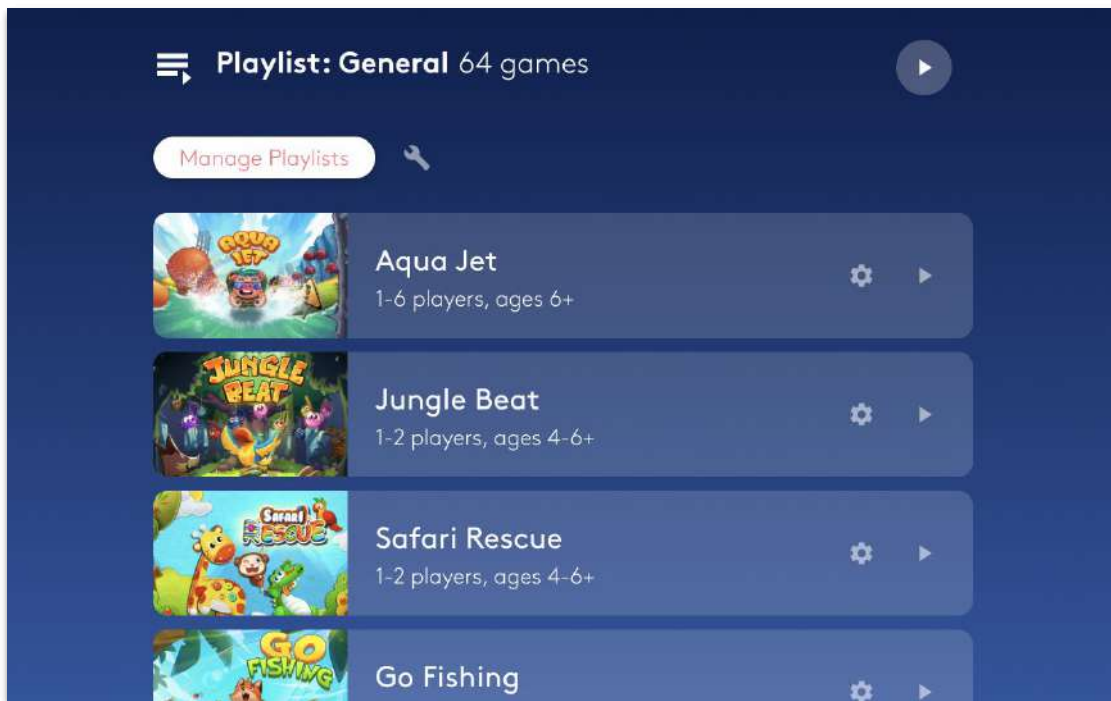 Playlist: General 64 games
Manage Playlists
AQUA
JET
Aqua Jet
1-6 players, ages 6+
JUNGLE
BEAT
Jungle Beat
1-2 players, ages 4-6+
SAFARI
RESCUE
Safari Rescue
1-2 players, ages 4-6+
GO
FISHING
Go Fishing